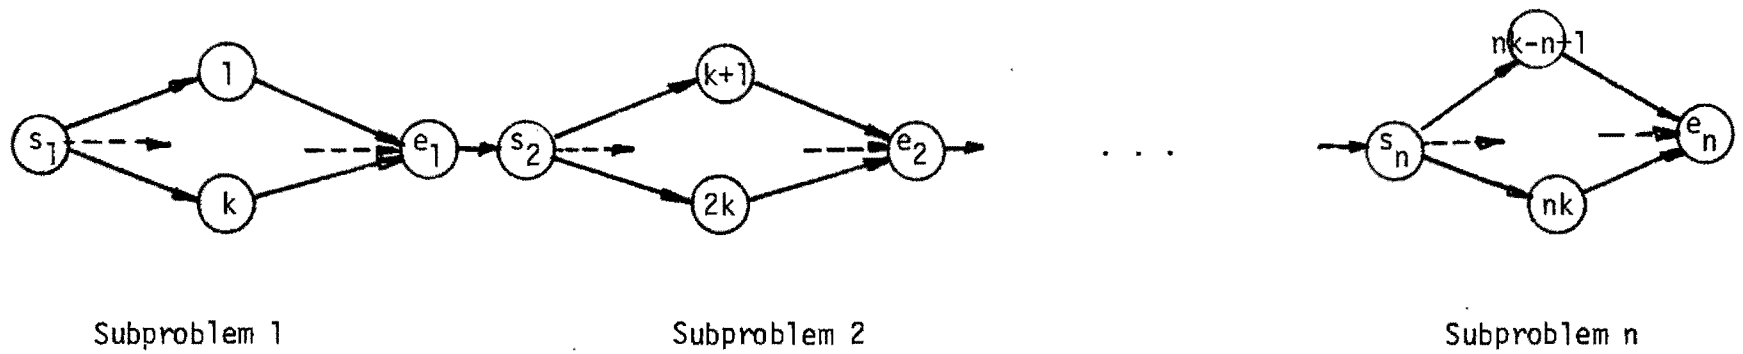 s1 1 k e1 s2 k+1 2k e2 . . . sn nk-n+1 nk en
Subproblem 1 Subproblem 2 Subproblem n